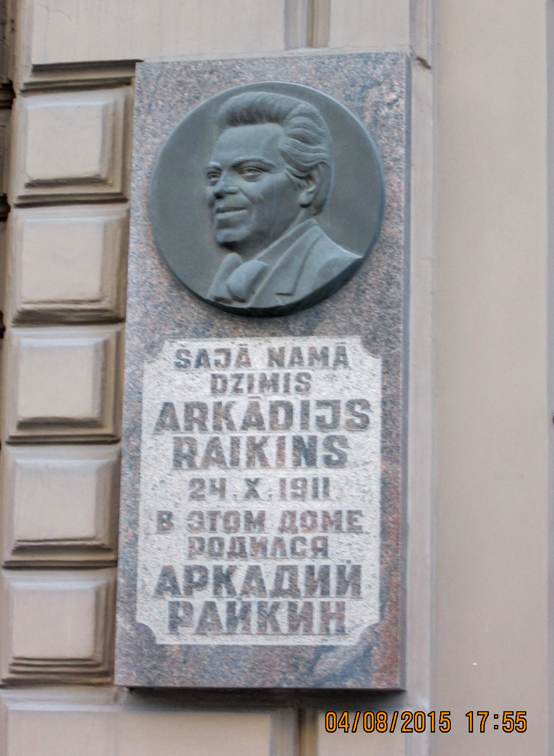 ŠAJĀ NAMĀ
DZIMIS
ARKĀDIJS
RAIKINS
24.X.1911
В ЭТОМ ДОМЕ
РОДИЛСЯ
АРКАДИЙ
РАЙКИН
04/08/2015 17:55